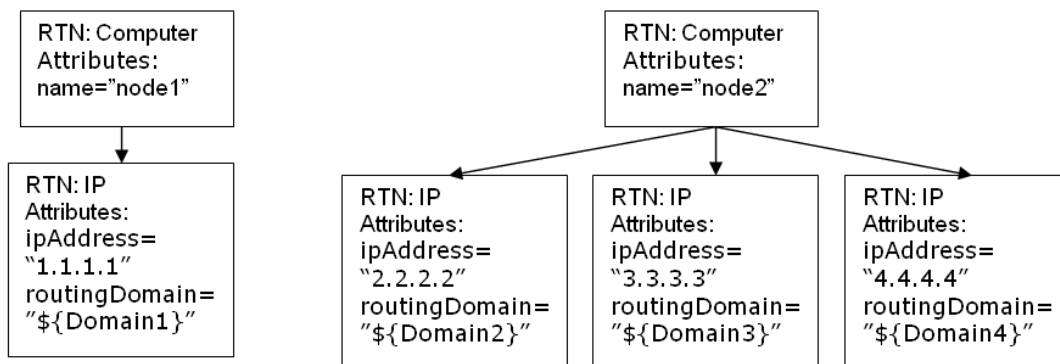 RTN: Computer
Attributes:
name=”node1”
RTN: Computer
Attributes:
name=”node2”
RTN: IP
Attributes:
ipAddress=
“1.1.1.1”
routingDomain=
”${Domain1}”
RTN: IP
Attributes:
ipAddress=
“2.2.2.2”
routingDomain=
”${Domain2}”
RTN: IP
Attributes:
ipAddress=
“3.3.3.3”
routingDomain=
”${Domain3}”
RTN: IP
Attributes:
ipAddress=
“4.4.4.4”
routingDomain=
”${Domain4}”